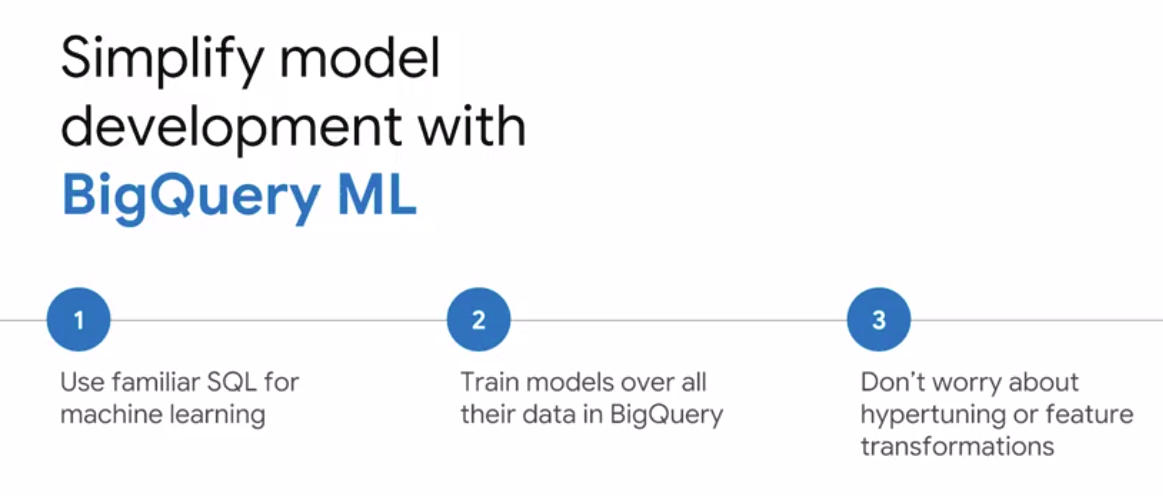 Simplify model
development with
BigQuery ML
1
Use familiar SQL for
machine learning
2
Train models over all
their data in BigQuery
3
Don’t worry about
hypertuning or feature
transformations